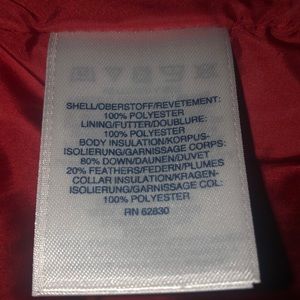 SHELL/OBERSTOFF/REVETEMENT:
100% POLYESTER
LINING/FUTTER/DOUBLURE:
100% POLYESTER
BODY INSULATION/KORPUS-
ISOLIERUNG/GARNISSAGE CORPS:
80% DOWN/DAUNEN/DUVET
20% FEATHERS/FEDERN/PLUMES
COLLAR INSULATION/KRAGEN-
ISOLIERUNG/GARNISSAGE COL:
100% POLYESTER
RN 62830